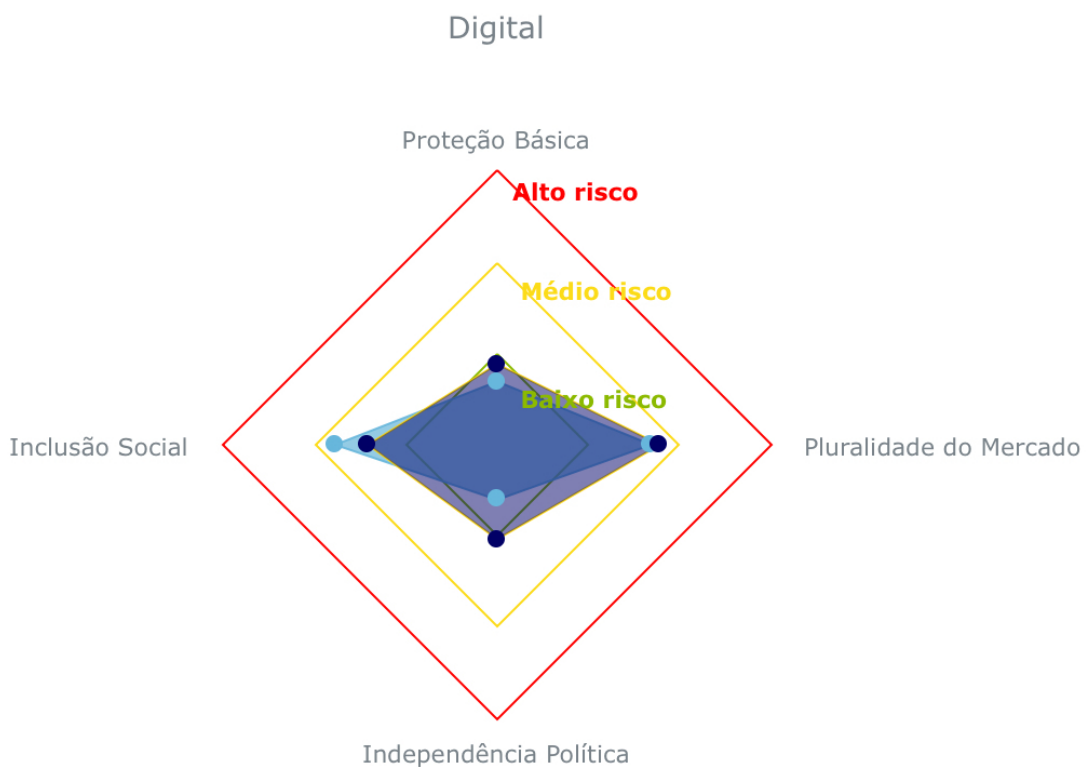 Digital
Proteção Básica
Alto risco
Médio risco
Baixo risco
Inclusão Social
Pluralidade do Mercado
Independência Política